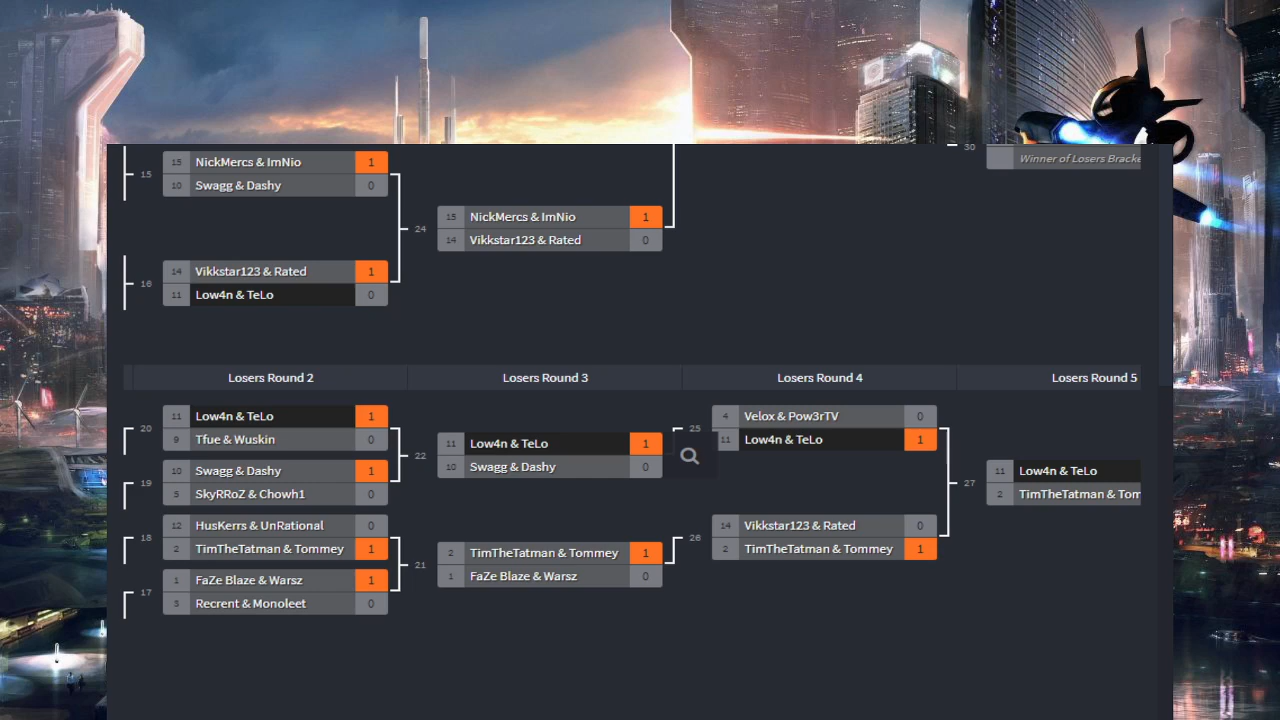 15
15 NickMercs & ImNio 1
10 Swagg & Dashy 0
30
Winner of Losers Bracke
24
15 NickMercs & ImNio 1
14 Vikkstar123 & Rated 0
16
14 Vikkstar123 & Rated 1
11 Low4n & TeLo 0
Losers Round 2
Losers Round 3
Losers Round 4
Losers Round 5
20
11 Low4n & TeLo 1
9 Tfue & Wuskin 0
19
10 Swagg & Dashy 1
5 SkyRRoZ & Chowh1 0
18
12 HusKerrs & UnRational 0
2 TimTheTatman & Tommey 1
17
1 FaZe Blaze & Warsz 1
3 Recrent & Monoleet 0
22
11 Low4n & TeLo 1
10 Swagg & Dashy 0
21
2 TimTheTatman & Tommey 1
1 FaZe Blaze & Warsz 0
25
4 Velox & Pow3rTV 0
11 Low4n & TeLo 1
26
14 Vikkstar123 & Rated 0
2 TimTheTatman & Tommey 1
27
11 Low4n & TeLo
2 TimTheTatman & Tom